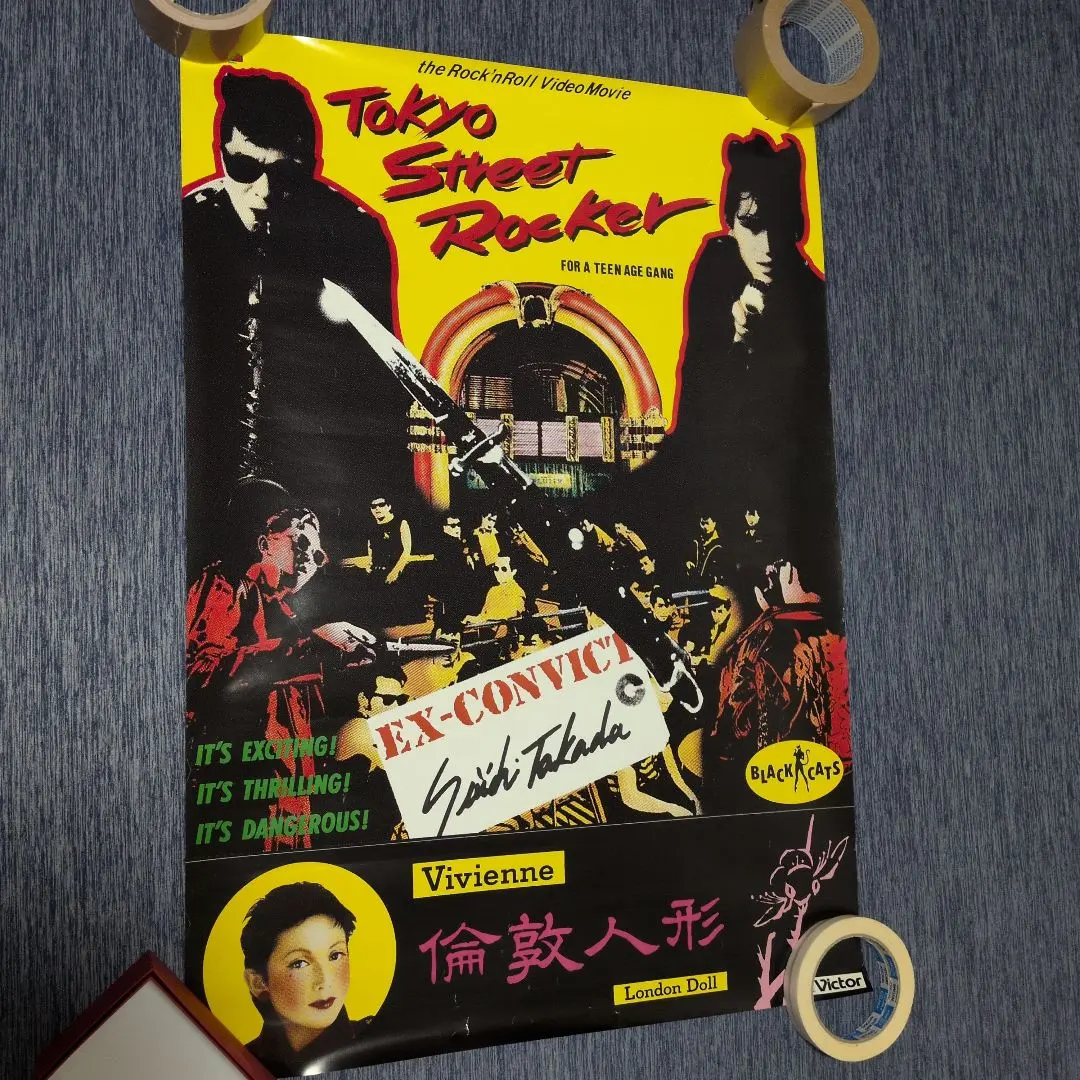 the Rock'n Roll Video Movie
Tokyo
Street
Rocker
FOR A TEEN AGE GANG
EX-CONVICT
Seiichi Takada
IT'S EXCITING!
IT'S THRILLING!
IT'S DANGEROUS!
BLACK CATS
Vivienne
倫敦人形
London Doll
Victor